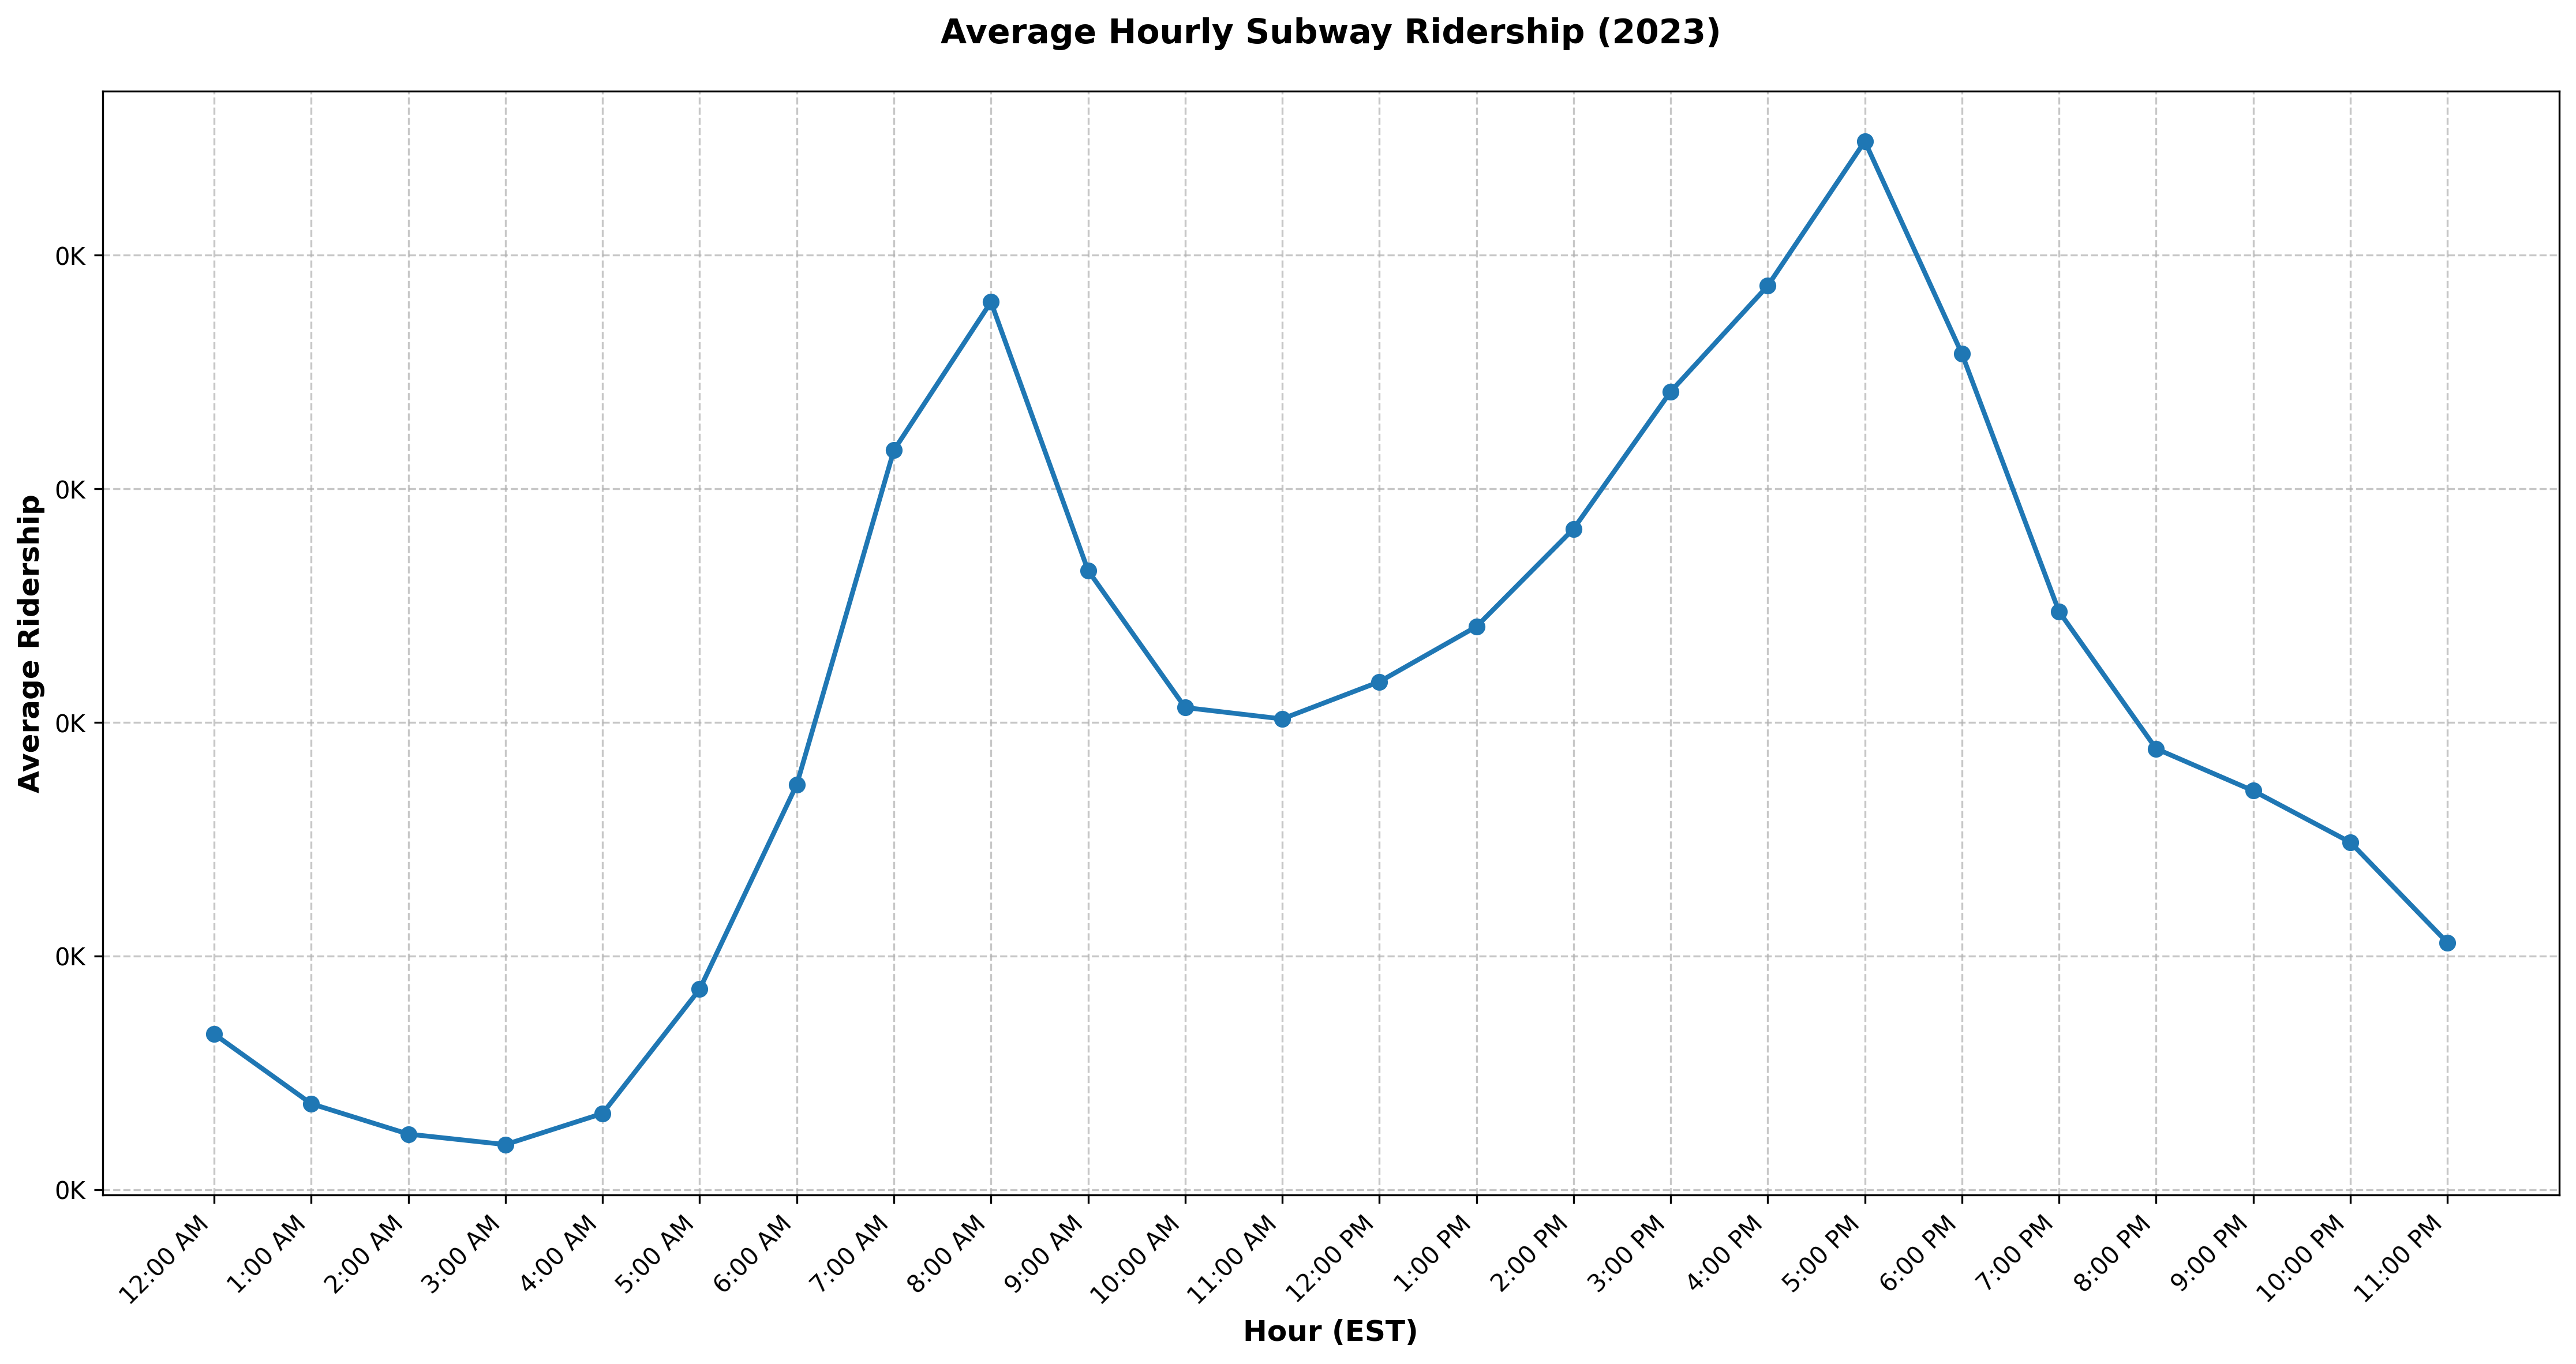 Average Hourly Subway Ridership (2023)
Average Ridership
0K
0K
0K
0K
0K
12:00 AM
1:00 AM
2:00 AM
3:00 AM
4:00 AM
5:00 AM
6:00 AM
7:00 AM
8:00 AM
9:00 AM
10:00 AM
11:00 AM
12:00 PM
1:00 PM
2:00 PM
3:00 PM
4:00 PM
5:00 PM
6:00 PM
7:00 PM
8:00 PM
9:00 PM
10:00 PM
11:00 PM
Hour (EST)